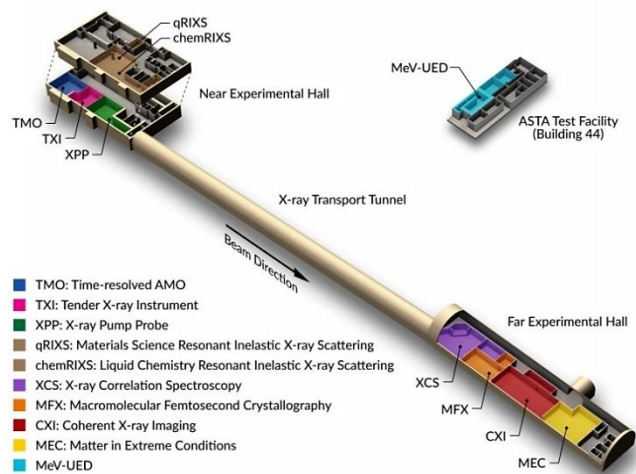 qRIXS
chemRIXS
Near Experimental Hall
TMO
TXI
XPP
MeV-UED
ASTA Test Facility
(Building 44)
X-ray Transport Tunnel
Beam Direction
Far Experimental Hall
XCS
MFX
CXI
MEC
TMO: Time-resolved AMO
TXI: Tender X-ray Instrument
XPP: X-ray Pump Probe
qRIXS: Materials Science Resonant Inelastic X-ray Scattering
chemRIXS: Liquid Chemistry Resonant Inelastic X-ray Scattering
XCS: X-ray Correlation Spectroscopy
MFX: Macromolecular Femtosecond Crystallography
CXI: Coherent X-ray Imaging
MEC: Matter in Extreme Conditions
MeV-UED